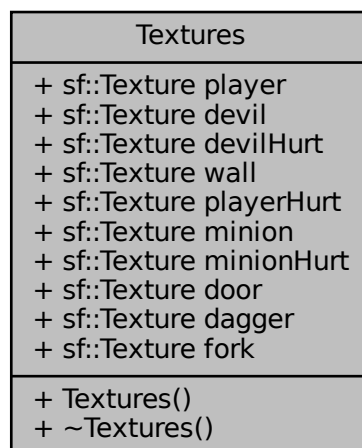 Textures
+ sf::Texture player
+ sf::Texture devil
+ sf::Texture devilHurt
+ sf::Texture wall
+ sf::Texture playerHurt
+ sf::Texture minion
+ sf::Texture minionHurt
+ sf::Texture door
+ sf::Texture dagger
+ sf::Texture fork
+ Textures()
+ ~Textures()